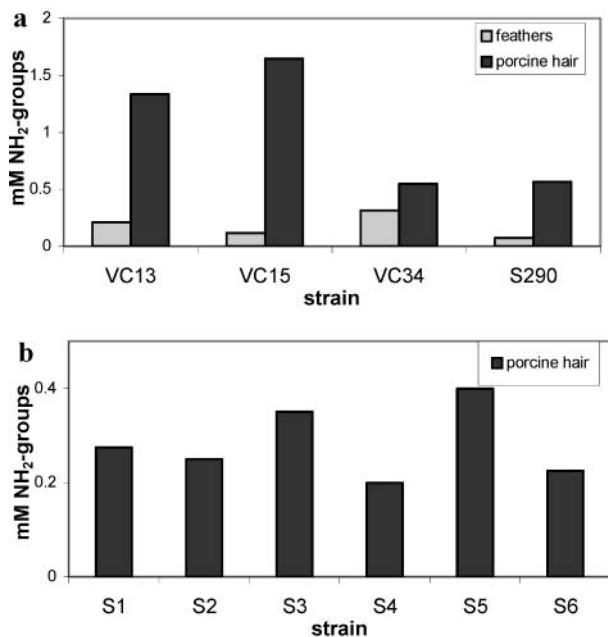 a
2
1.5
1
0.5
0
mM NH₂-groups
feathers
porcine hair
VC13 VC15 VC34 S290
strain
b
0.4
0.2
0
mM NH₂-groups
porcine hair
S1 S2 S3 S4 S5 S6
strain